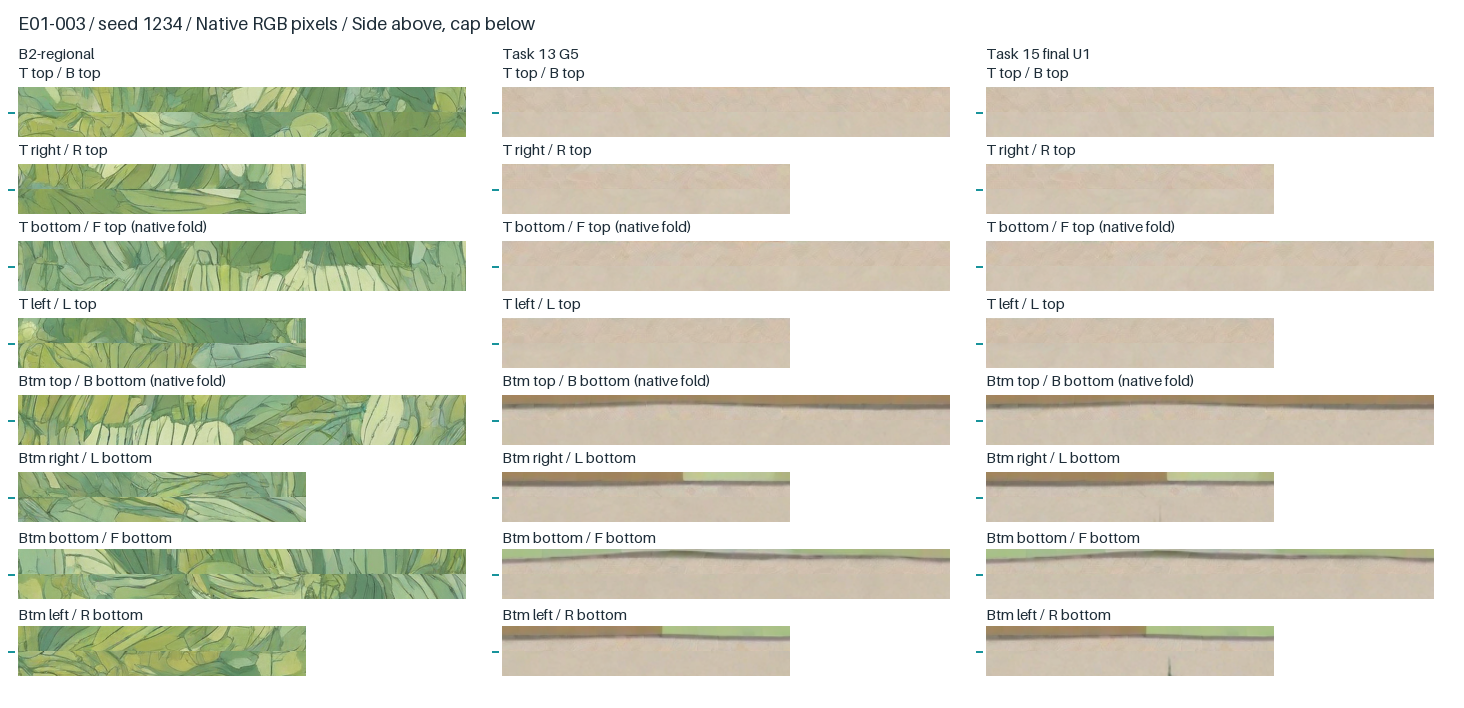 E01-003 / seed 1234 / Native RGB pixels / Side above, cap below
B2-regional
T top / B top
T right / R top
T bottom / F top (native fold)
T left / L top
Btm top / B bottom (native fold)
Btm right / L bottom
Btm bottom / F bottom
Btm left / R bottom
Task 13 G5
T top / B top
T right / R top
T bottom / F top (native fold)
T left / L top
Btm top / B bottom (native fold)
Btm right / L bottom
Btm bottom / F bottom
Btm left / R bottom
Task 15 final U1
T top / B top
T right / R top
T bottom / F top (native fold)
T left / L top
Btm top / B bottom (native fold)
Btm right / L bottom
Btm bottom / F bottom
Btm left / R bottom